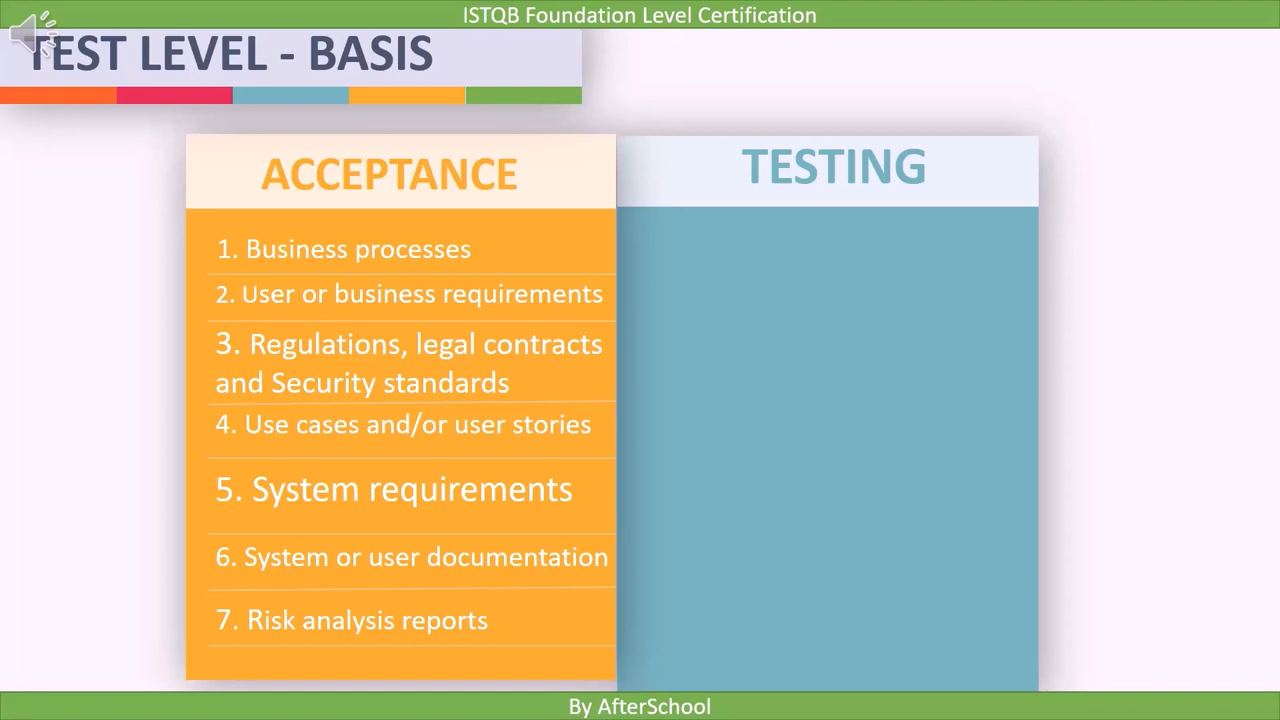 ISTQB Foundation Level Certification
TEST LEVEL - BASIS
ACCEPTANCE
TESTING
1. Business processes
2. User or business requirements
3. Regulations, legal contracts
and Security standards
4. Use cases and/or user stories
5. System requirements
6. System or user documentation
7. Risk analysis reports
By AfterSchool